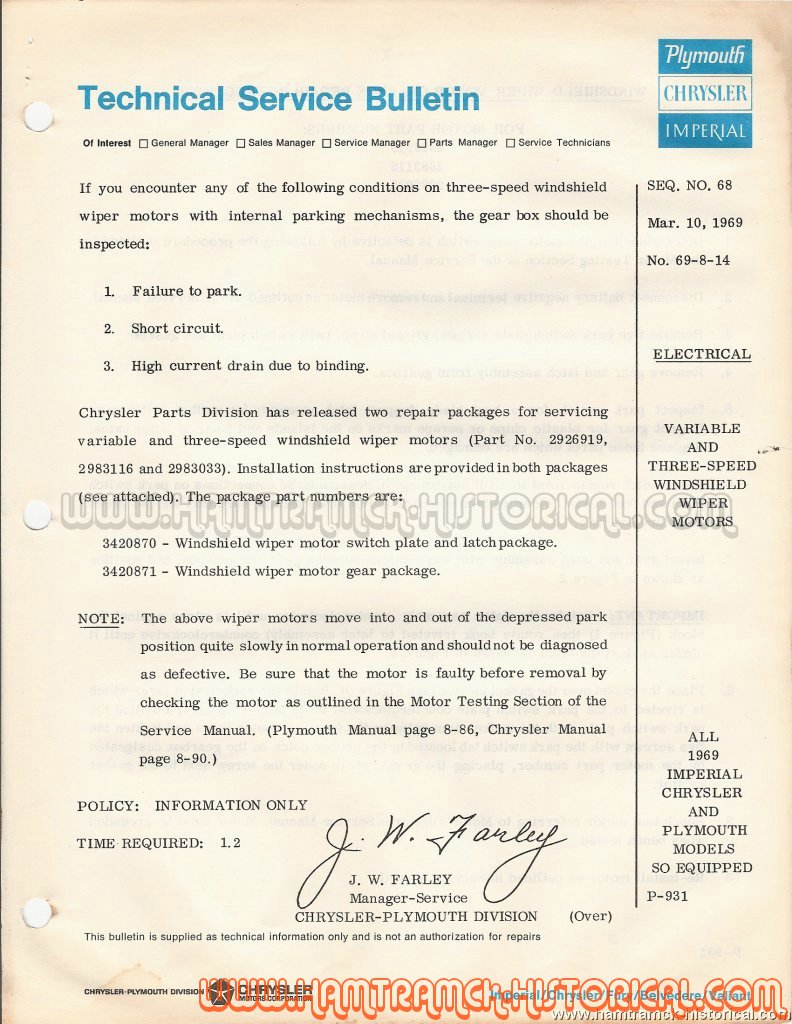 Plymouth
CHRYSLER
IMPERIAL
Technical Service Bulletin
Of Interest □ General Manager □ Sales Manager □ Service Manager □ Parts Manager □ Service Technicians
If you encounter any of the following conditions on three-speed windshield
wiper motors with internal parking mechanisms, the gear box should be
inspected:
1. Failure to park.
2. Short circuit.
3. High current drain due to binding.
Chrysler Parts Division has released two repair packages for servicing
variable and three-speed windshield wiper motors (Part No. 2926919,
2983116 and 2983033). Installation instructions are provided in both packages
(see attached). The package part numbers are:
WWW.HAMTRAMCK-HISTORICAL.COM
3420870 - Windshield wiper motor switch plate and latch package.
3420871 - Windshield wiper motor gear package.
NOTE: The above wiper motors move into and out of the depressed park
position quite slowly in normal operation and should not be diagnosed
as defective. Be sure that the motor is faulty before removal by
checking the motor as outlined in the Motor Testing Section of the
Service Manual. (Plymouth Manual page 8-86, Chrysler Manual
page 8-90.)
POLICY: INFORMATION ONLY
TIME REQUIRED: 1.2
J. W. Farley
J. W. FARLEY
Manager-Service
CHRYSLER-PLYMOUTH DIVISION (Over)
SEQ. NO. 68
Mar. 10, 1969
No. 69-8-14
ELECTRICAL
VARIABLE
AND
THREE-SPEED
WINDSHIELD
WIPER
MOTORS
ALL
1969
IMPERIAL
CHRYSLER
AND
PLYMOUTH
MODELS
SO EQUIPPED
P-931
This bulletin is supplied as technical information only and is not an authorization for repairs
CHRYSLER-PLYMOUTH DIVISION CHRYSLER MOTORS CORPORATION
Imperial/Chrysler/Fury/Belvedere/Valiant
WWW.HAMTRAMCK-HISTORICAL.COM
www.hamtramck-historical.com